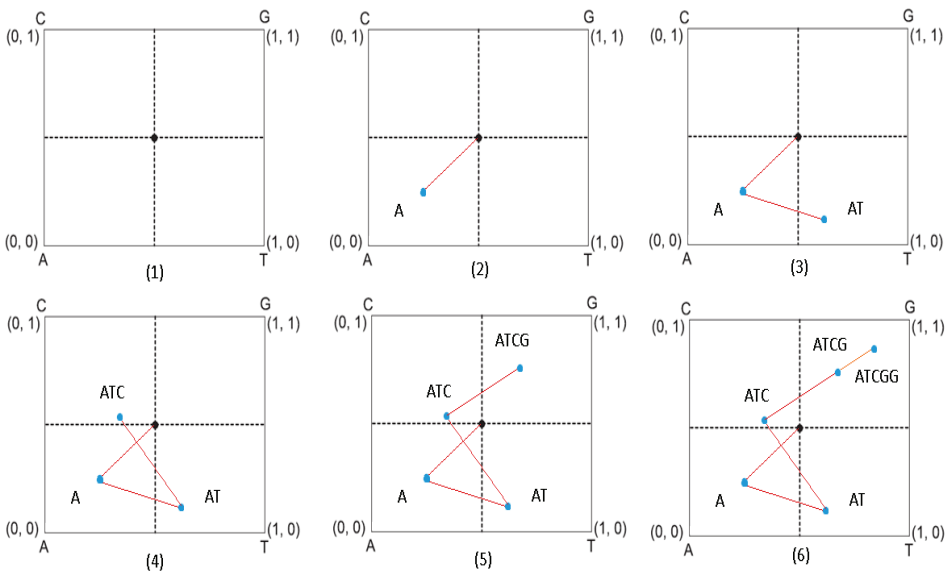 C G
(0, 1) (1, 1)
(0, 0) (1, 0)
A T
(1)
C G
(0, 1) (1, 1)
A
(0, 0) (1, 0)
A T
(2)
C G
(0, 1) (1, 1)
A AT
(0, 0) (1, 0)
A T
(3)
C G
(0, 1) (1, 1)
ATC
A AT
(0, 0) (1, 0)
A T
(4)
C G
(0, 1) (1, 1)
ATCG
ATC
A AT
(0, 0) (1, 0)
A T
(5)
C G
(0, 1) (1, 1)
ATCG
ATCGG
ATC
A AT
(0, 0) (1, 0)
A T
(6)